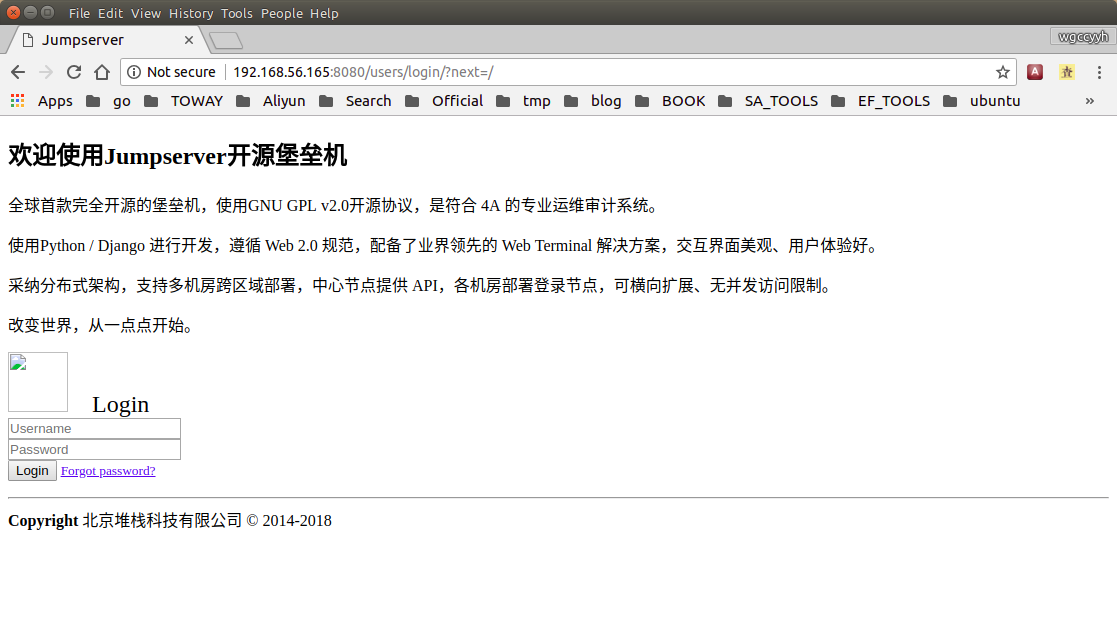 File Edit View History Tools People Help
Jumpserver
wgccyyh
Not secure 192.168.56.165:8080/users/login/?next=/
Apps go TOWAY Aliyun Search Official tmp blog BOOK SA_TOOLS EF_TOOLS ubuntu »
欢迎使用Jumpserver开源堡垒机
全球首款完全开源的堡垒机，使用GNU GPL v2.0开源协议，是符合 4A 的专业运维审计系统。
使用Python / Django 进行开发，遵循 Web 2.0 规范，配备了业界领先的 Web Terminal 解决方案，交互界面美观、用户体验好。
采纳分布式架构，支持多机房跨区域部署，中心节点提供 API，各机房部署登录节点，可横向扩展、无并发访问限制。
改变世界，从一点点开始。
Login
Username
Password
Login Forgot password?
Copyright 北京堆栈科技有限公司 © 2014-2018